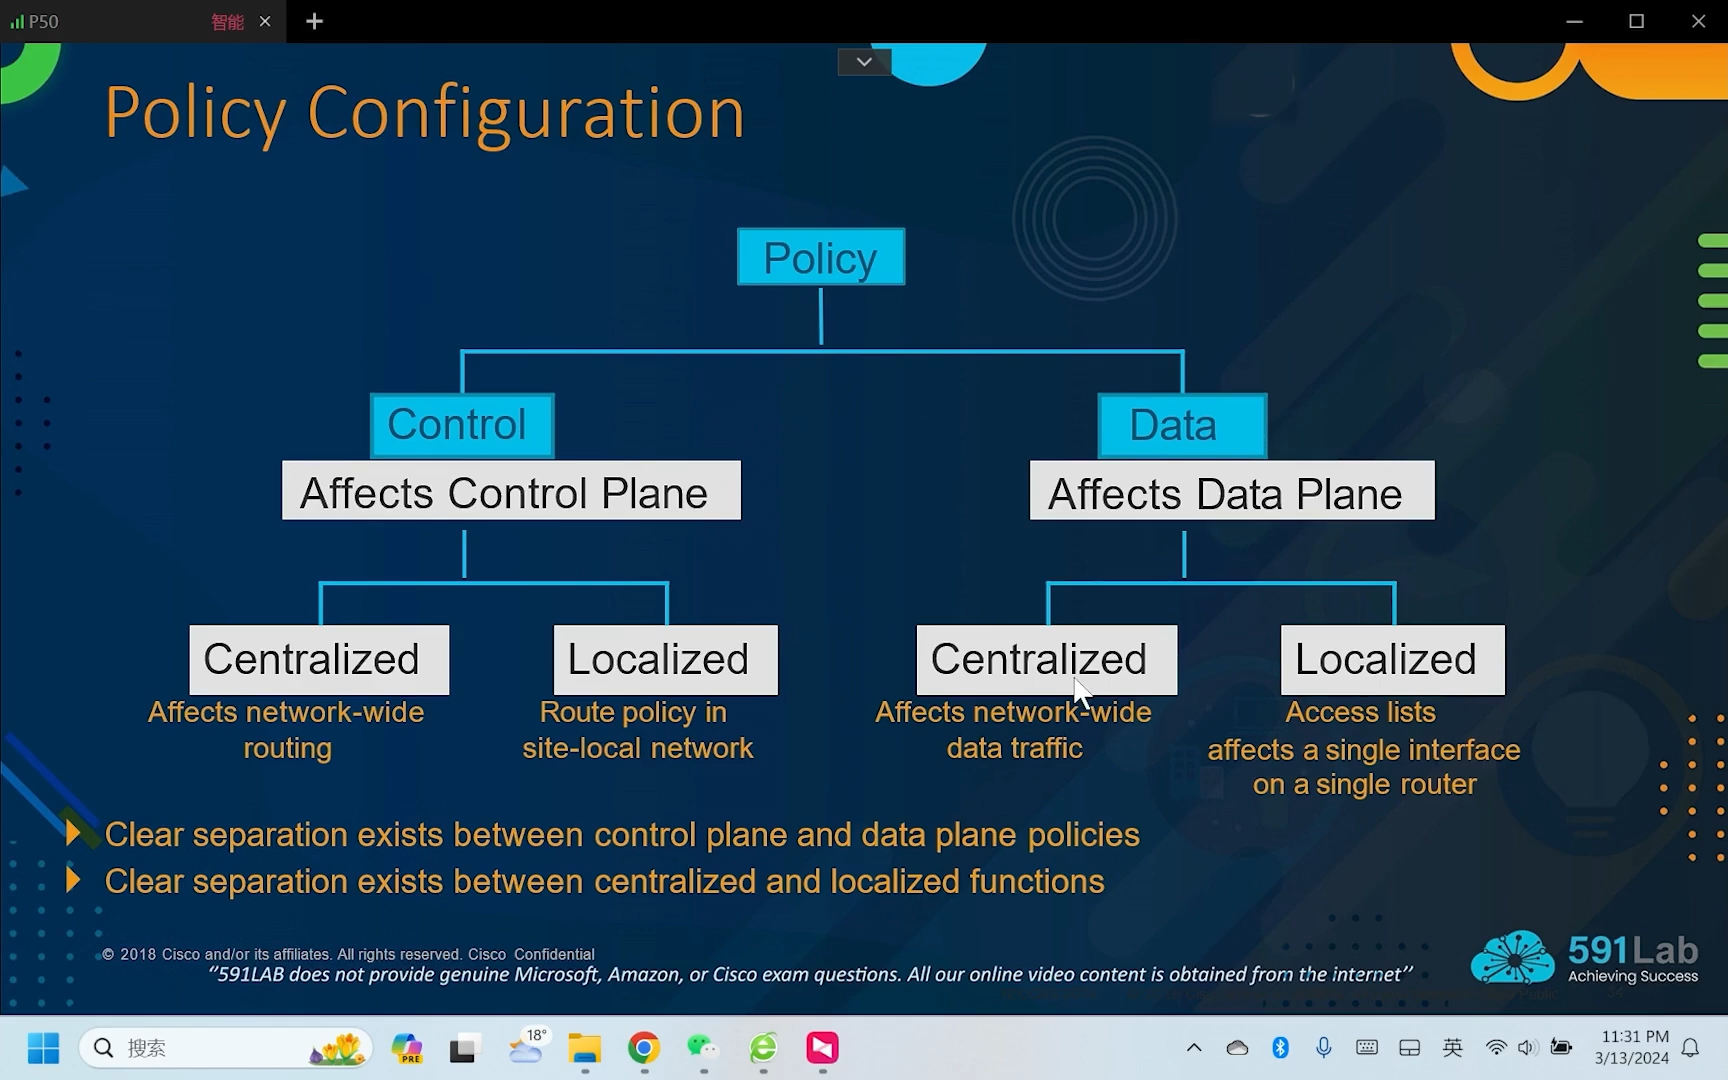 P50
智能
Policy Configuration
Policy
Control
Data
Affects Control Plane
Affects Data Plane
Centralized
Localized
Centralized
Localized
Affects network-wide
routing
Route policy in
site-local network
Affects network-wide
data traffic
Access lists
affects a single interface
on a single router
Clear separation exists between control plane and data plane policies
Clear separation exists between centralized and localized functions
© 2018 Cisco and/or its affiliates. All rights reserved. Cisco Confidential
‘‘591LAB does not provide genuine Microsoft, Amazon, or Cisco exam questions. All our online video content is obtained from the internet’’
591Lab
Achieving Success
搜索
PRE
18°
英
11:31 PM
3/13/2024